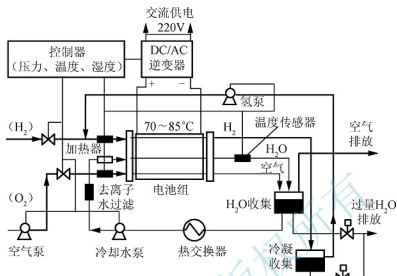 交流供电
220V
控制器
(压力、温度、湿度)
DC/AC
逆变器
+
−
氢泵
(H₂)
加热器
70~85℃
H₂
温度传感器
H₂O
空气
空气
排放
(O₂)
去离子
水过滤
电池组
H₂O收集
过量H₂O
排放
空气泵
冷却水泵
热交换器
冷凝
收集